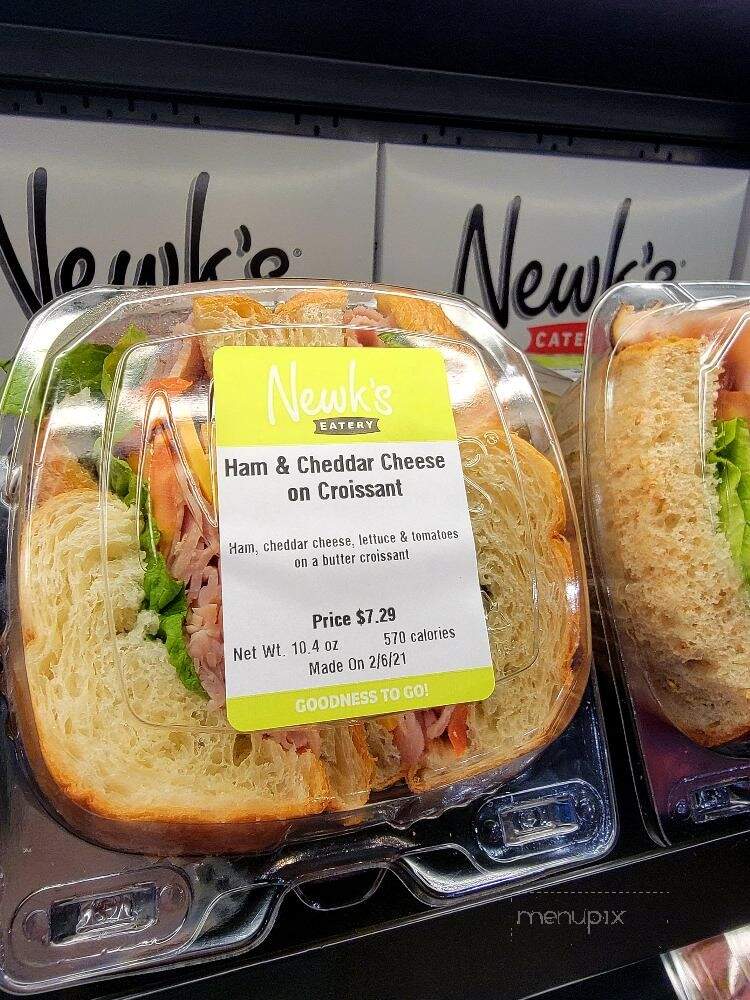 Newk's
Newk's
CATE
Newk's
EATERY
Ham & Cheddar Cheese
on Croissant
Ham, cheddar cheese, lettuce & tomatoes
on a butter croissant
Price $7.29
Net Wt. 10.4 oz 570 calories
Made On 2/6/21
GOODNESS TO GO!
menupix